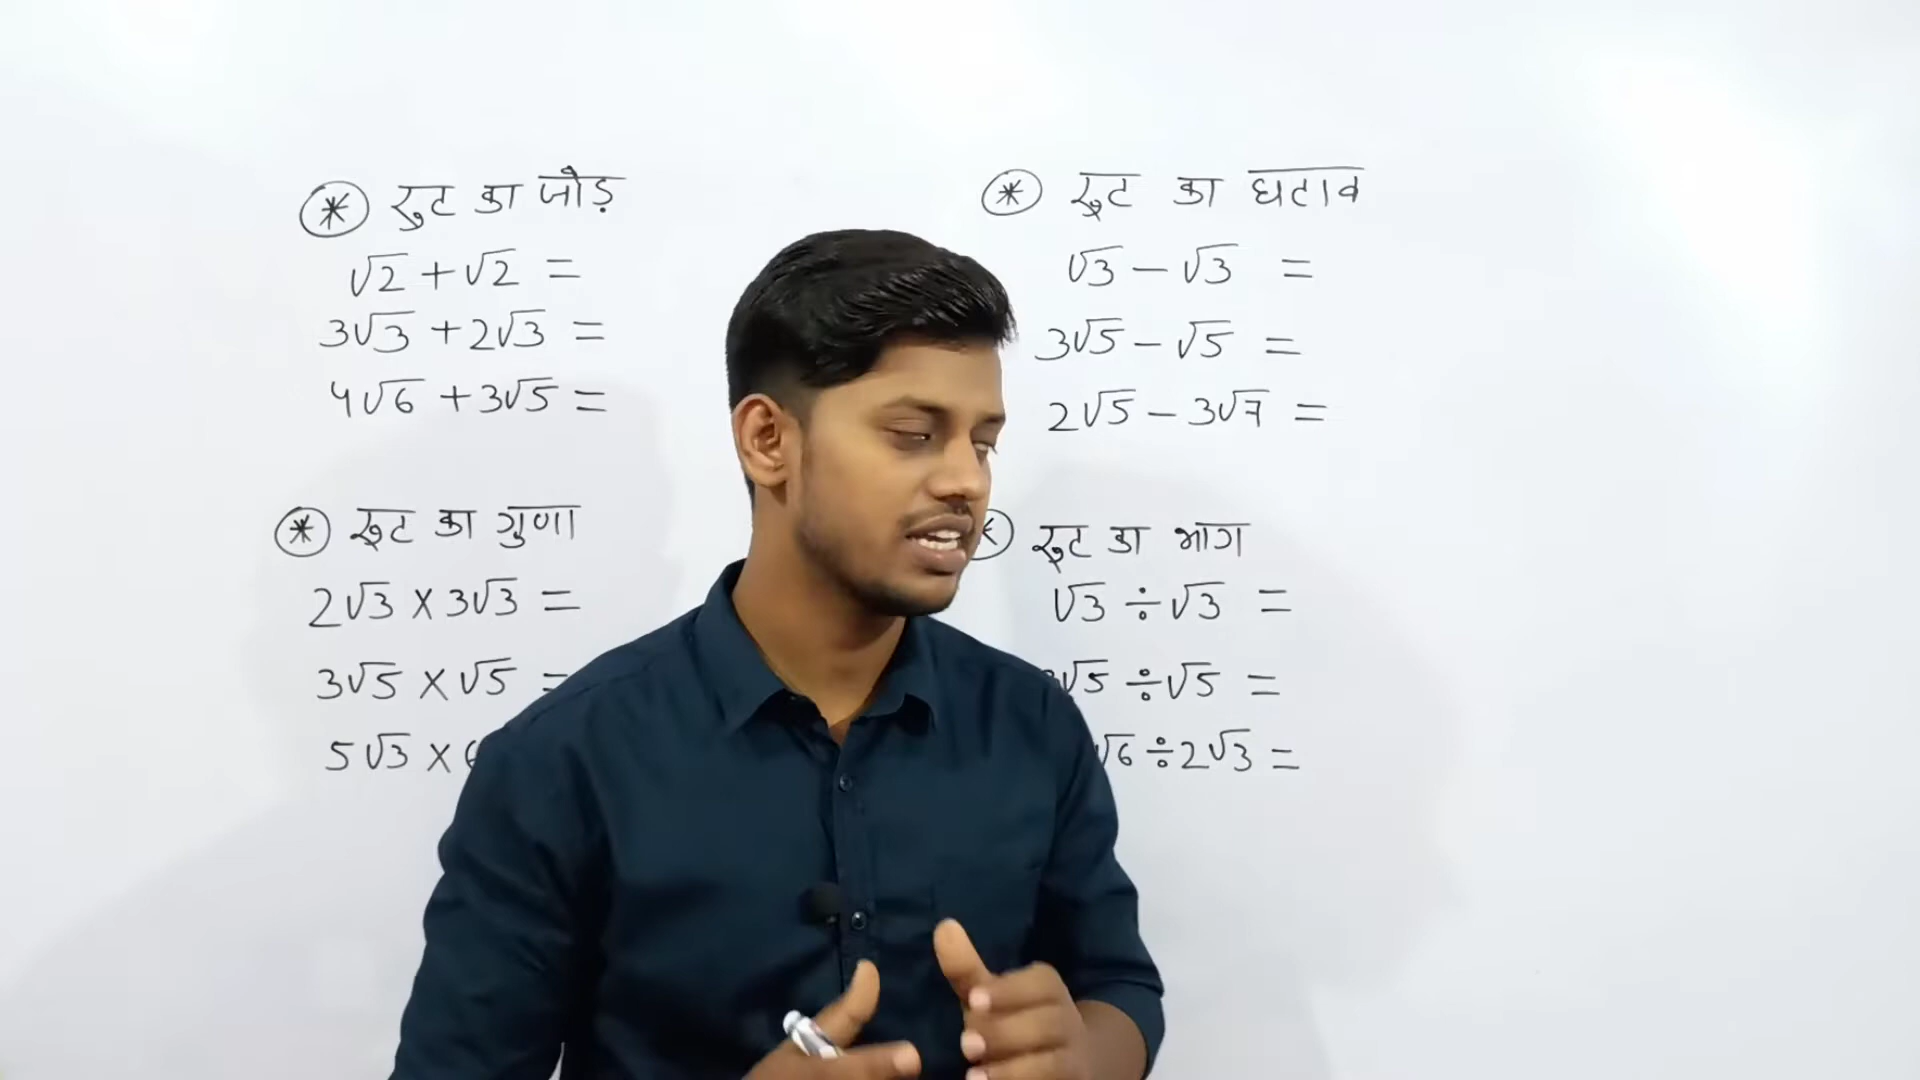 * रुट का जोड़
√2 + √2 =
3√3 + 2√3 =
4√6 + 3√5 =
* रुट का घटाव
√3 − √3 =
3√5 − √5 =
2√5 − 3√7 =
* रुट का गुणा
2√3 × 3√3 =
3√5 × √5 =
5√3 ×
* रुट का भाग
√3 ÷ √3 =
√5 ÷ √5 =
√6 ÷ 2√3 =